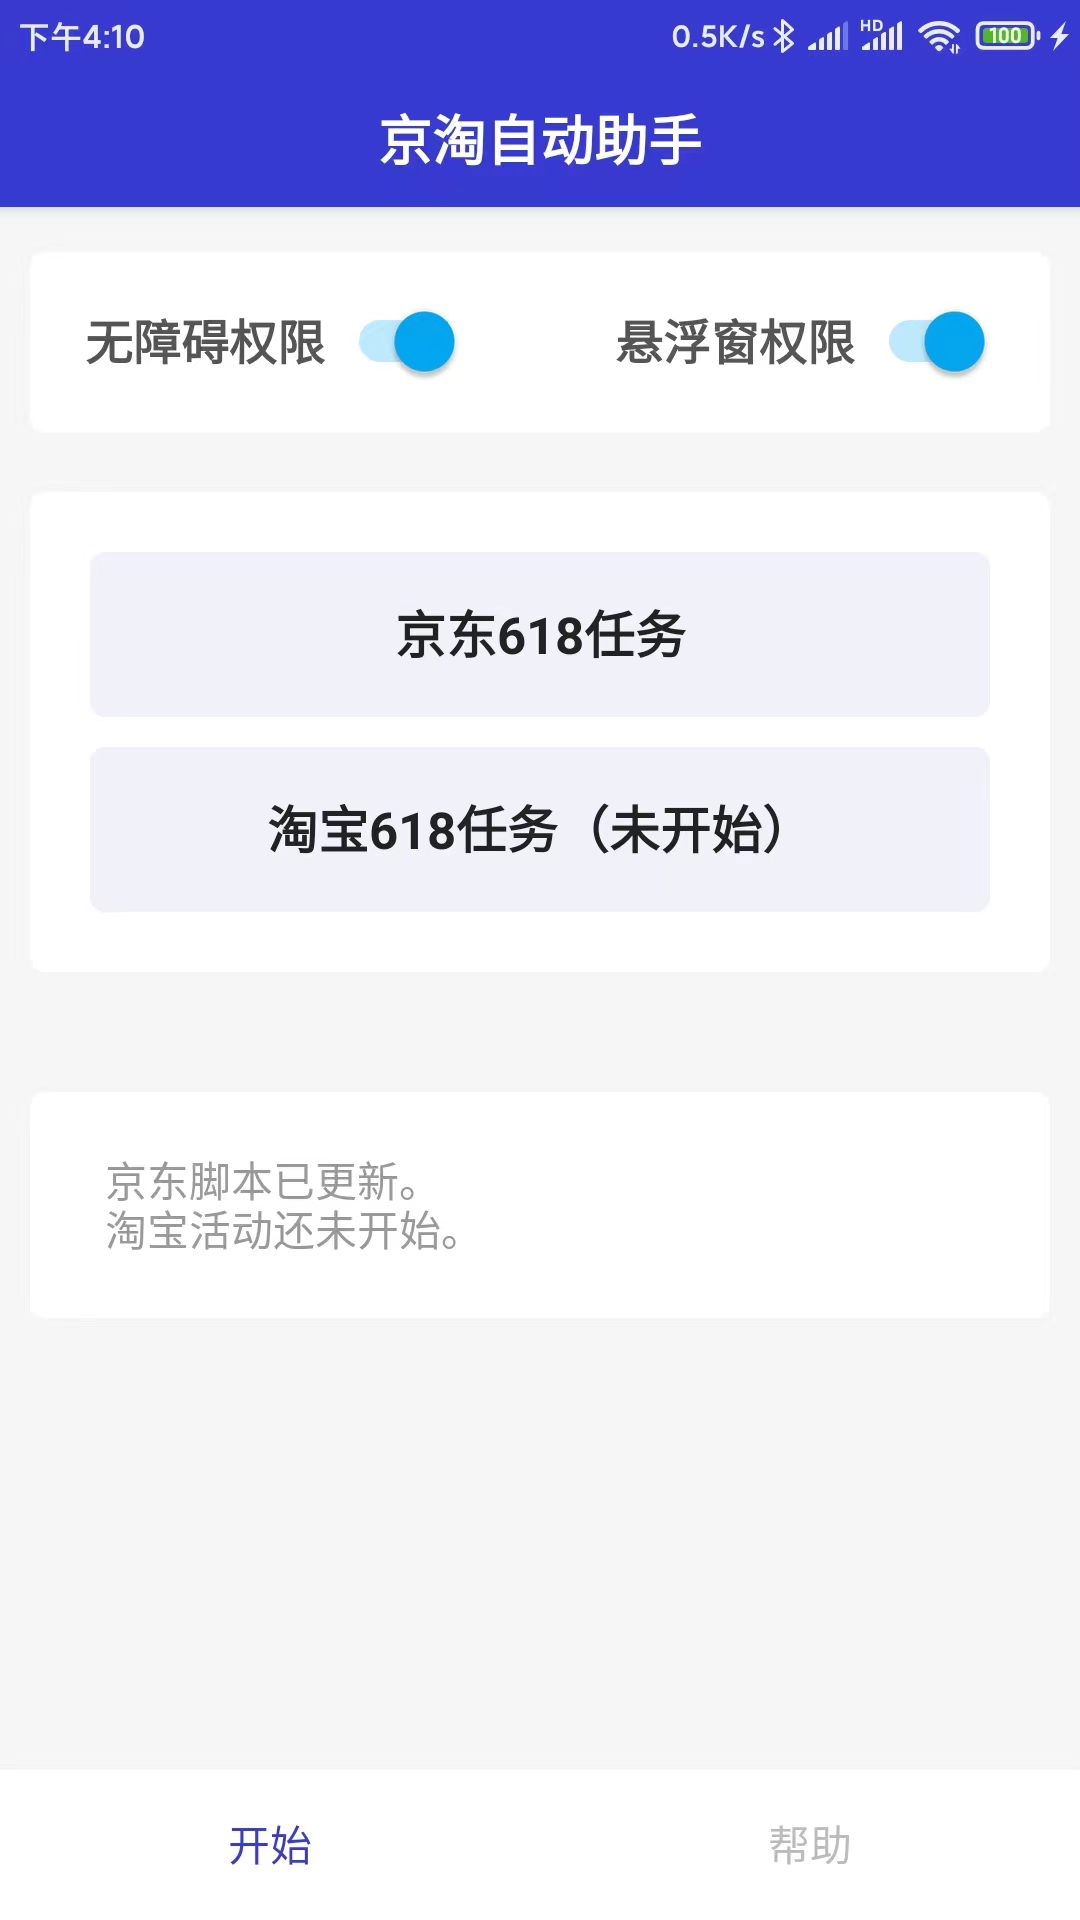 下午4:10
0.5K/s
HD
100
京淘自动助手
无障碍权限
悬浮窗权限
京东618任务
淘宝618任务（未开始）
京东脚本已更新。
淘宝活动还未开始。
开始
帮助